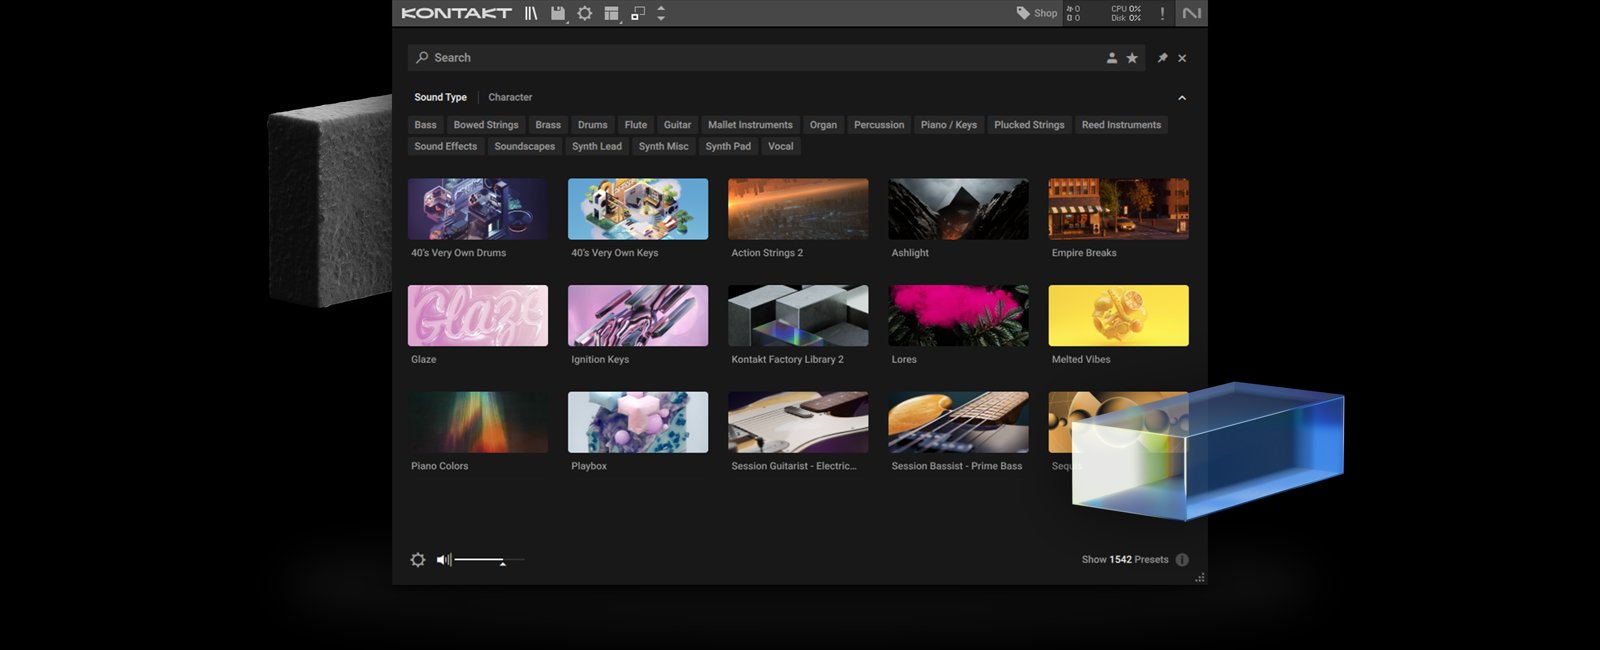 KONTAKT
Shop
0
0 0
CPU 0%
Disk 0%
!
Search
Sound Type
Character
Bass
Bowed Strings
Brass
Drums
Flute
Guitar
Mallet Instruments
Organ
Percussion
Piano / Keys
Plucked Strings
Reed Instruments
Sound Effects
Soundscapes
Synth Lead
Synth Misc
Synth Pad
Vocal
40's Very Own Drums
40's Very Own Keys
Action Strings 2
Ashlight
Empire Breaks
Glaze
Glaze
Ignition Keys
Kontakt Factory Library 2
Lores
Melted Vibes
Piano Colors
Playbox
Session Guitarist - Electric...
Session Bassist - Prime Bass
Show 1542 Presets